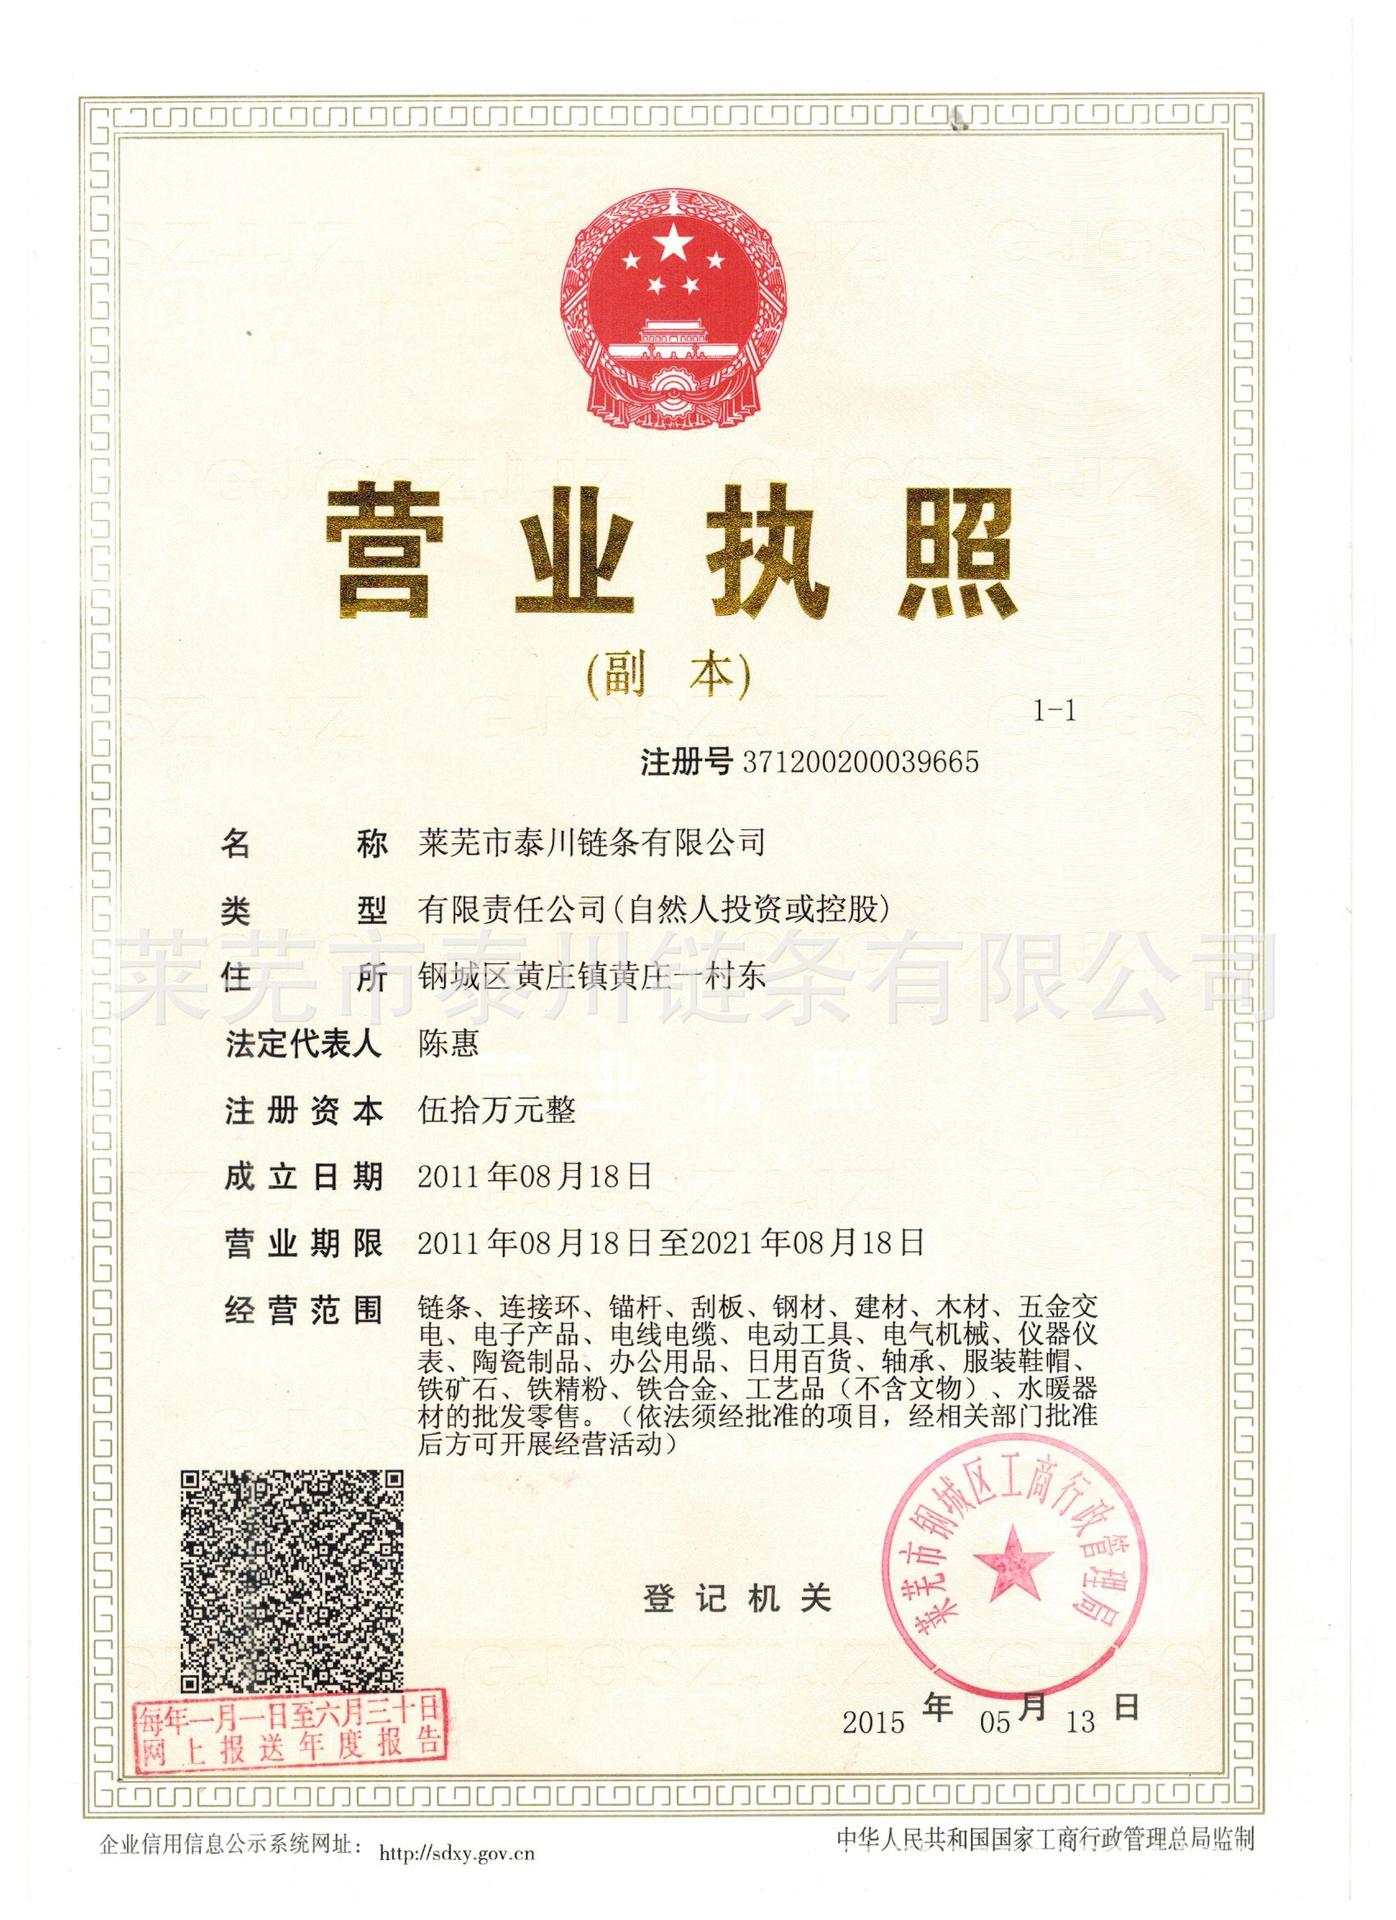 营业执照
(副 本)
1-1
注册号 371200200039665
名称 莱芜市泰川链条有限公司
类型 有限责任公司(自然人投资或控股)
住所 钢城区黄庄镇黄庄一村东
法定代表人 陈惠
注册资本 伍拾万元整
成立日期 2011年08月18日
营业期限 2011年08月18日至2021年08月18日
经营范围 链条、连接环、锚杆、刮板、钢材、建材、木材、五金交
电、电子产品、电线电缆、电动工具、电气机械、仪器仪
表、陶瓷制品、办公用品、日用百货、轴承、服装鞋帽、
铁矿石、铁精粉、铁合金、工艺品（不含文物）、水暖器
材的批发零售。（依法须经批准的项目，经相关部门批准
后方可开展经营活动）
莱芜市泰川链条有限公司
营业执照
登记机关
莱芜市钢城区工商行政管理局
2015年05月13日
每年一月一日至六月三十日
网上报送年度报告
企业信用信息公示系统网址： http://sdxy.gov.cn
中华人民共和国国家工商行政管理总局监制